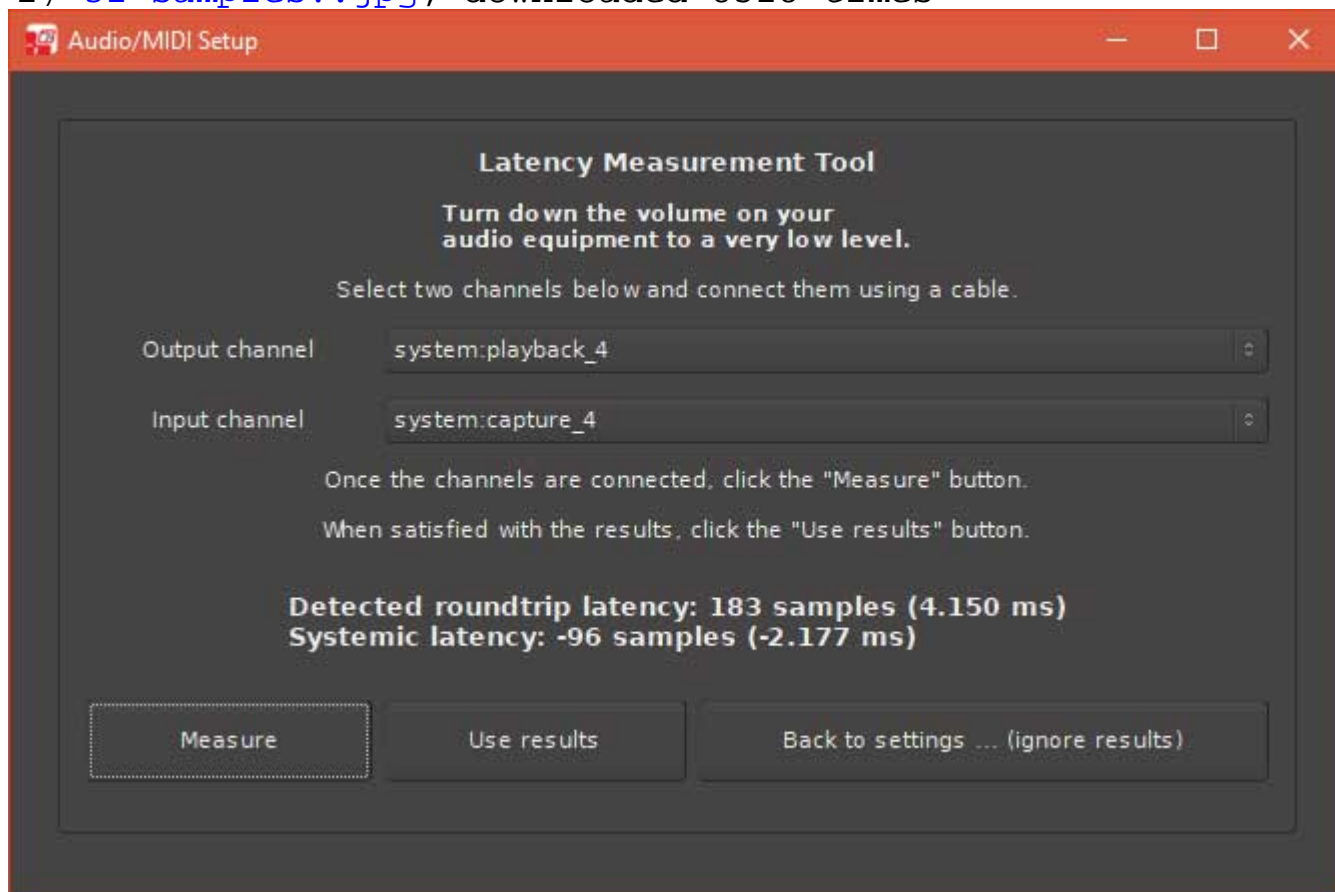 Audio/MIDI Setup
Latency Measurement Tool
Turn down the volume on your
audio equipment to a very low level.
Select two channels below and connect them using a cable.
Output channel system:playback_4
Input channel system:capture_4
Once the channels are connected, click the "Measure" button.
When satisfied with the results, click the "Use results" button.
Detected roundtrip latency: 183 samples (4.150 ms)
Systemic latency: -96 samples (-2.177 ms)
Measure Use results Back to settings ... (ignore results)